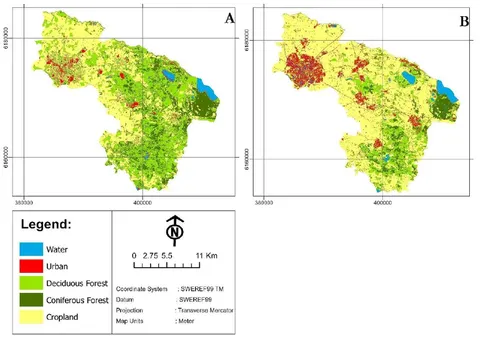 A
6180000
6160000
380000
400000
B
6180000
6160000
380000
400000
Legend:
Water
Urban
Deciduous Forest
Coniferous Forest
Cropland
N
0 2.75 5.5 11 Km
Coordinate System : SWEREF99 TM
Datum : SWEREF99
Projection : Transverse Mercator
Map Units : Meter